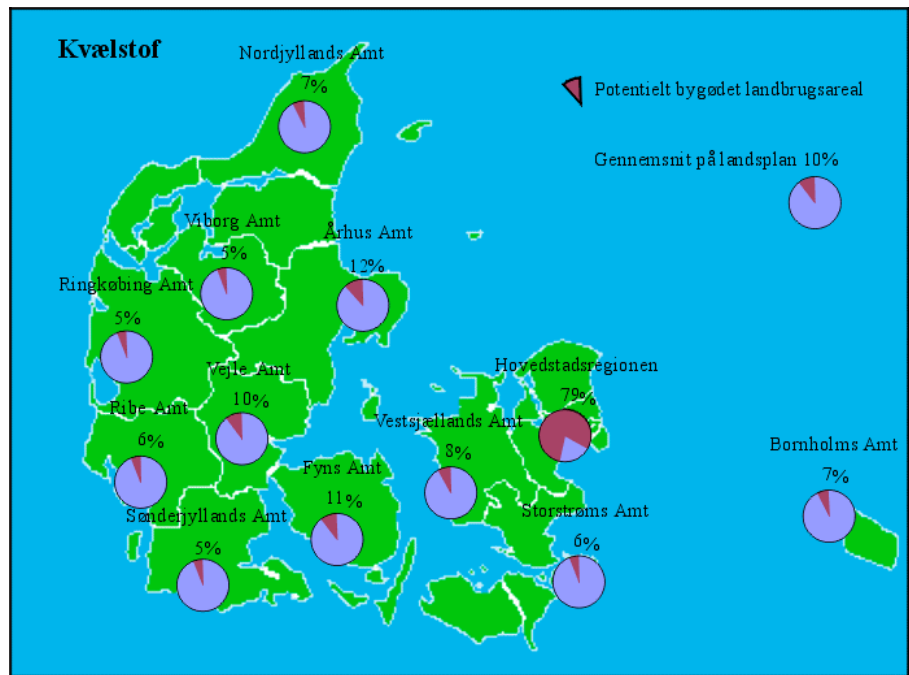 Kvælstof
Nordjyllands Amt
7%
Potentielt bygødet landbrugsareal
Gennemsnit på landsplan 10%
Viborg Amt
5%
Århus Amt
12%
Ringkøbing Amt
5%
Vejle Amt
10%
Hovedstadsregionen
79%
Ribe Amt
6%
Vestsjællands Amt
8%
Bornholms Amt
7%
Fyns Amt
11%
Sønderjyllands Amt
5%
Storstrøms Amt
6%